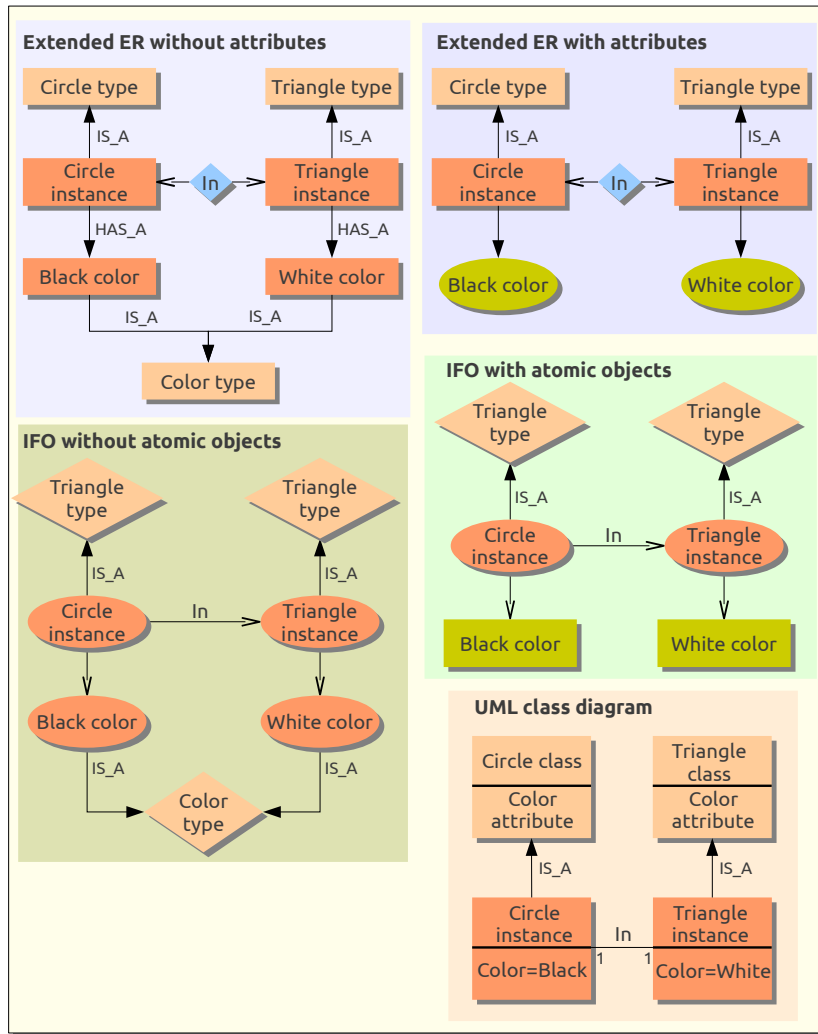 Extended ER without attributes
Circle type
Triangle type
IS_A
IS_A
Circle
instance
In
Triangle
instance
HAS_A
HAS_A
Black color
White color
IS_A
IS_A
Color type
Extended ER with attributes
Circle type
Triangle type
IS_A
IS_A
Circle
instance
In
Triangle
instance
Black color
White color
IFO without atomic objects
Triangle
type
Triangle
type
IS_A
IS_A
Circle
instance
In
Triangle
instance
Black color
White color
IS_A
IS_A
Color
type
IFO with atomic objects
Triangle
type
Triangle
type
IS_A
IS_A
Circle
instance
In
Triangle
instance
Black color
White color
UML class diagram
Circle class
Color
attribute
Triangle
class
Color
attribute
IS_A
IS_A
Circle
instance
Color=Black
In
1
1
Triangle
instance
Color=White